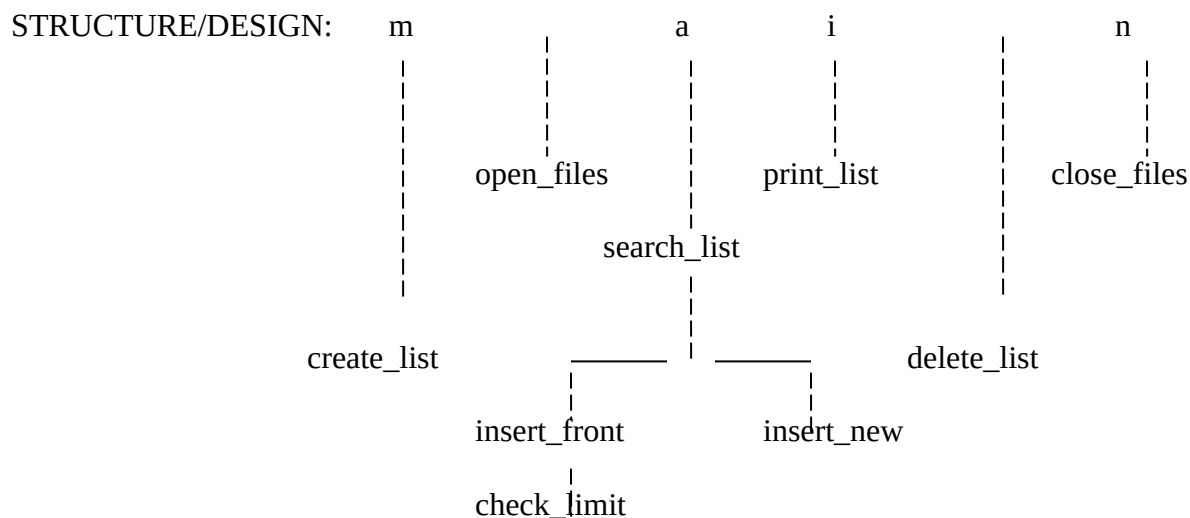 STRUCTURE/DESIGN: m a i n
open_files print_list close_files
search_list
create_list delete_list
insert_front insert_new
check_limit